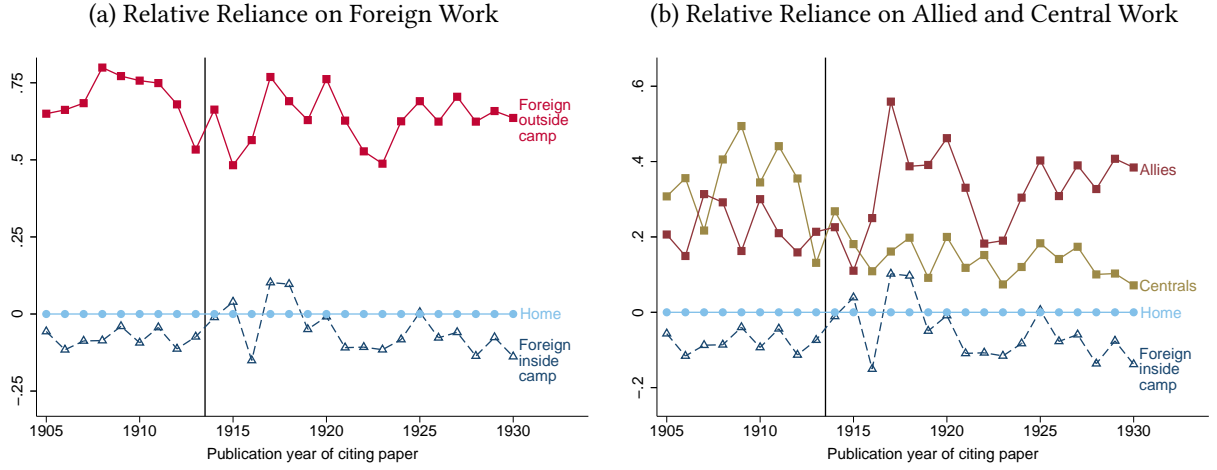 (a) Relative Reliance on Foreign Work
.75
.5
.25
0
-.25
Foreign
outside
camp
Home
Foreign
inside
camp
1905
1910
1915
1920
1925
1930
Publication year of citing paper
(b) Relative Reliance on Allied and Central Work
.6
.4
.2
0
-.2
Allies
Centrals
Home
Foreign
inside
camp
1905
1910
1915
1920
1925
1930
Publication year of citing paper